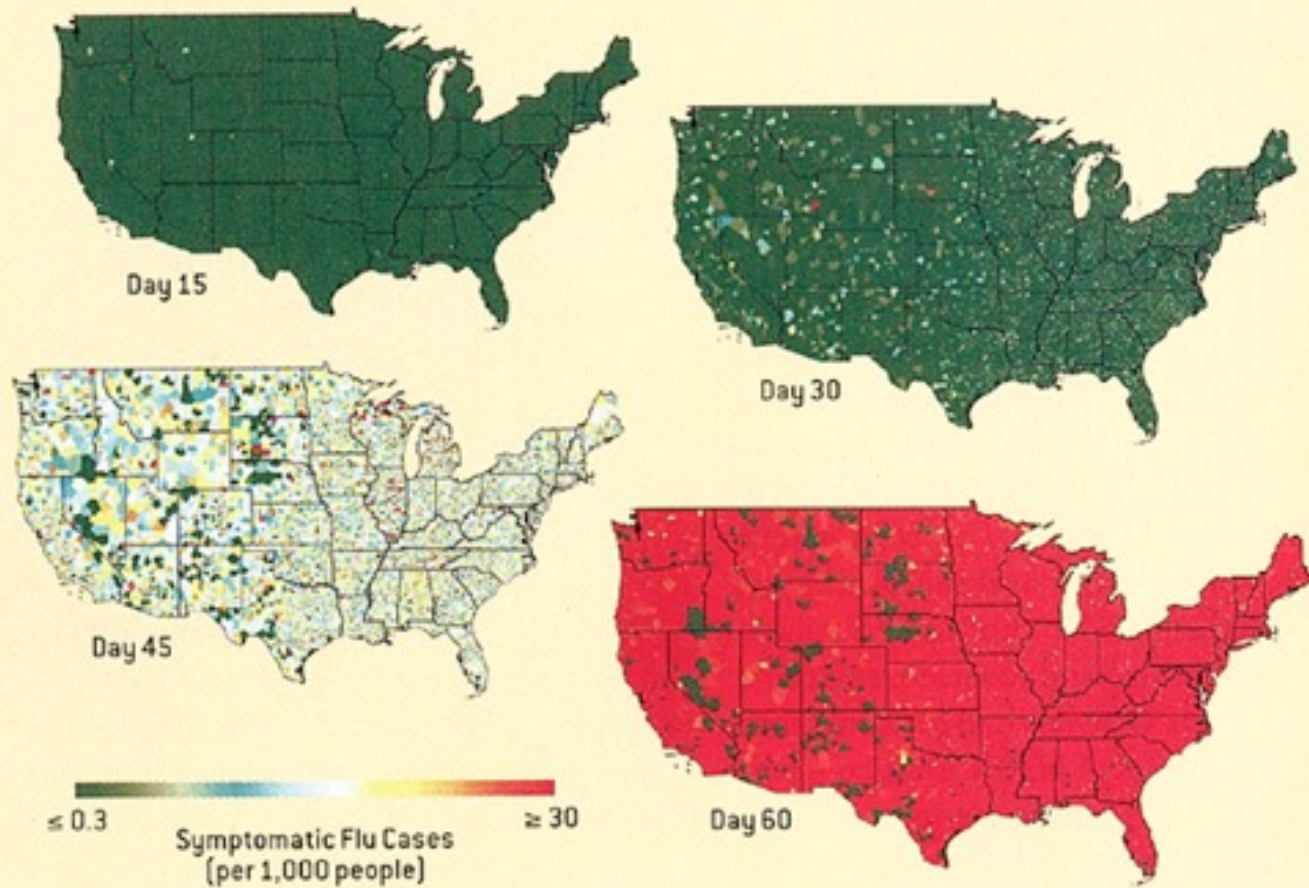 Day 15
Day 30
Day 45
Day 60
≤ 0.3
≥ 30
Symptomatic Flu Cases
(per 1,000 people)